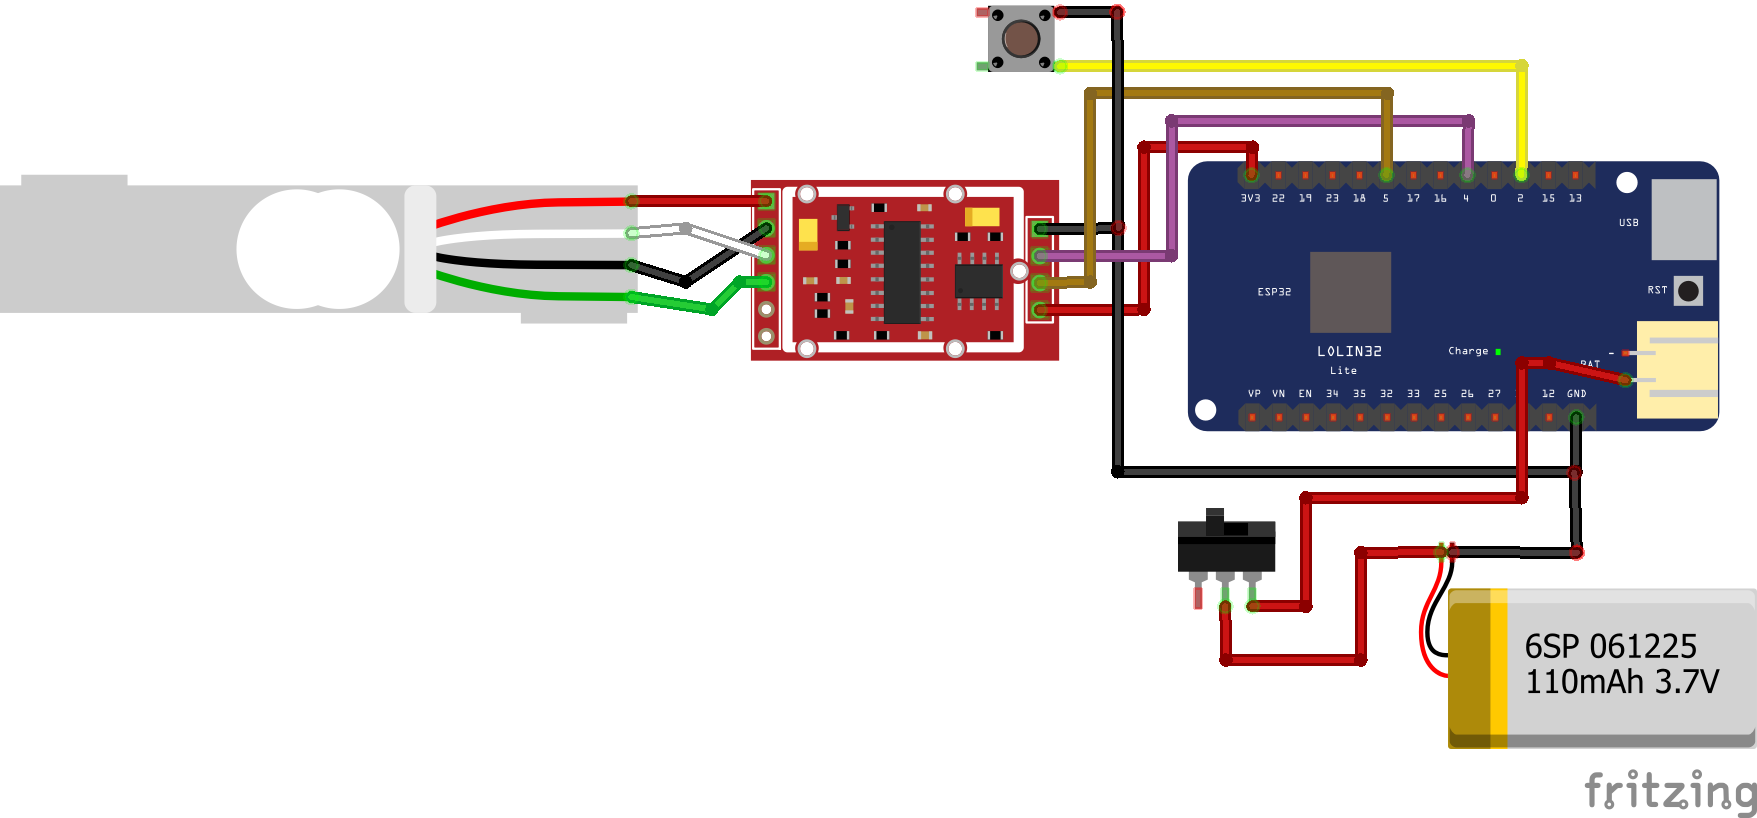 3V3 22 19 23 18 5 17 16 4 0 2 15 13
USB
ESP32
RST
LOLIN32
Lite
Charge
-
BAT
VP VN EN 34 35 32 33 25 26 27 12 GND
6SP 061225
110mAh 3.7V
fritzing